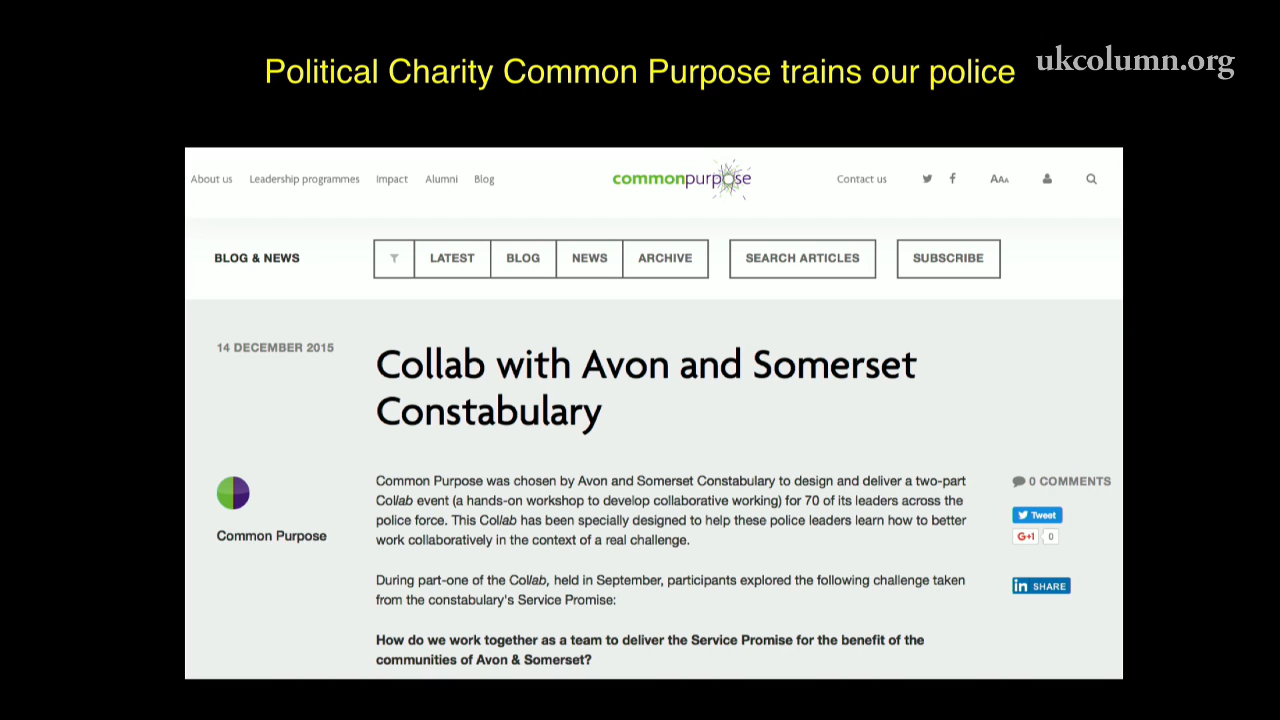 Political Charity Common Purpose trains our police
ukcolumn.org
About us Leadership programmes Impact Alumni Blog
commonpurpose
Contact us
AAA
BLOG & NEWS
LATEST BLOG NEWS ARCHIVE SEARCH ARTICLES SUBSCRIBE
14 DECEMBER 2015
Collab with Avon and Somerset
Constabulary
Common Purpose
Common Purpose was chosen by Avon and Somerset Constabulary to design and deliver a two-part
Collab event (a hands-on workshop to develop collaborative working) for 70 of its leaders across the
police force. This Collab has been specially designed to help these police leaders learn how to better
work collaboratively in the context of a real challenge.
During part-one of the Collab, held in September, participants explored the following challenge taken
from the constabulary's Service Promise:
How do we work together as a team to deliver the Service Promise for the benefit of the
communities of Avon & Somerset?
0 COMMENTS
Tweet
G+1 0
in SHARE